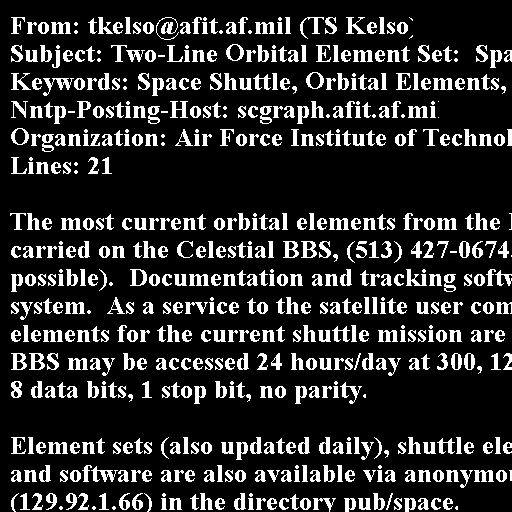 From: tkelso@afit.af.mil (TS Kelso)
Subject: Two-Line Orbital Element Set: Spa
Keywords: Space Shuttle, Orbital Elements,
Nntp-Posting-Host: scgraph.afit.af.mi
Organization: Air Force Institute of Technol
Lines: 21

The most current orbital elements from the
carried on the Celestial BBS, (513) 427-0674.
possible). Documentation and tracking softw
system. As a service to the satellite user com
elements for the current shuttle mission are
BBS may be accessed 24 hours/day at 300, 12
8 data bits, 1 stop bit, no parity.

Element sets (also updated daily), shuttle ele
and software are also available via anonymou
(129.92.1.66) in the directory pub/space.